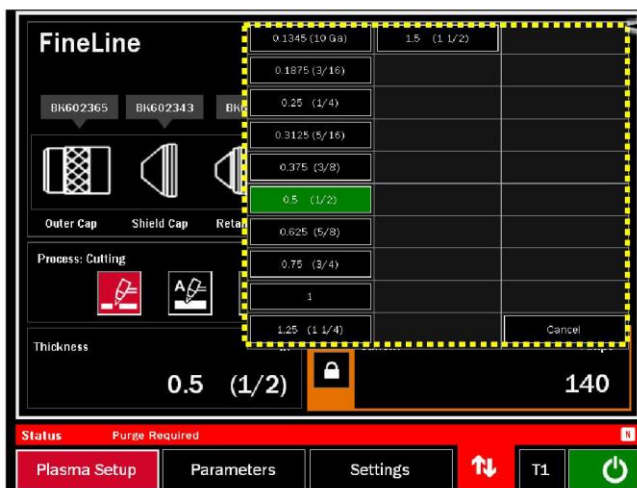 FineLine
0.1345 (10 Ga)
1.5 (1 1/2)
0.1875 (3/16)
0.25 (1/4)
0.3125 (5/16)
0.375 (3/8)
0.5 (1/2)
0.625 (5/8)
0.75 (3/4)
1
1.25 (1 1/4)
Cancel
BK602365
BK602343
Outer Cap
Shield Cap
Process: Cutting
A
Thickness
0.5 (1/2)
140
Status
Purge Required
N
Plasma Setup
Parameters
Settings
T1